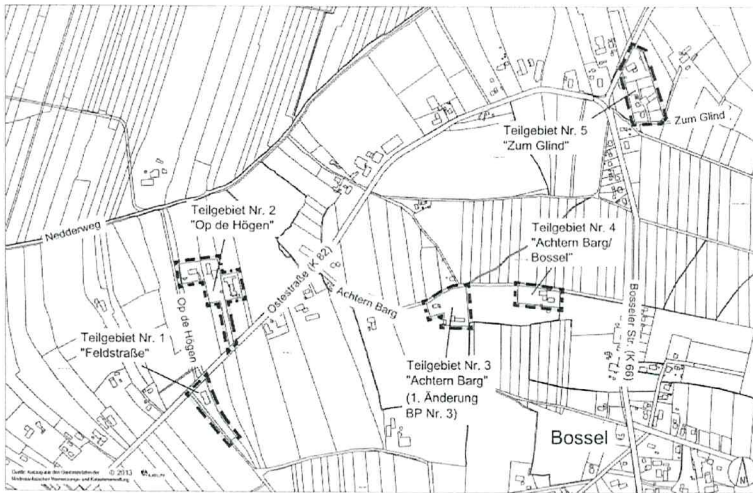 Teilgebiet Nr. 5
"Zum Glind"
Zum Glind
Teilgebiet Nr. 2
"Op de Högen"
Teilgebiet Nr. 4
"Achtern Barg/
Bossel"
Nedderweg
Ostestraße (K 82)
Achtern Barg
Op de Högen
Teilgebiet Nr. 1
"Feldstraße"
Teilgebiet Nr. 3
"Achtern Barg"
(1. Änderung
BP Nr. 3)
Bosseler Str. (K 66)
Bossel
© 2013